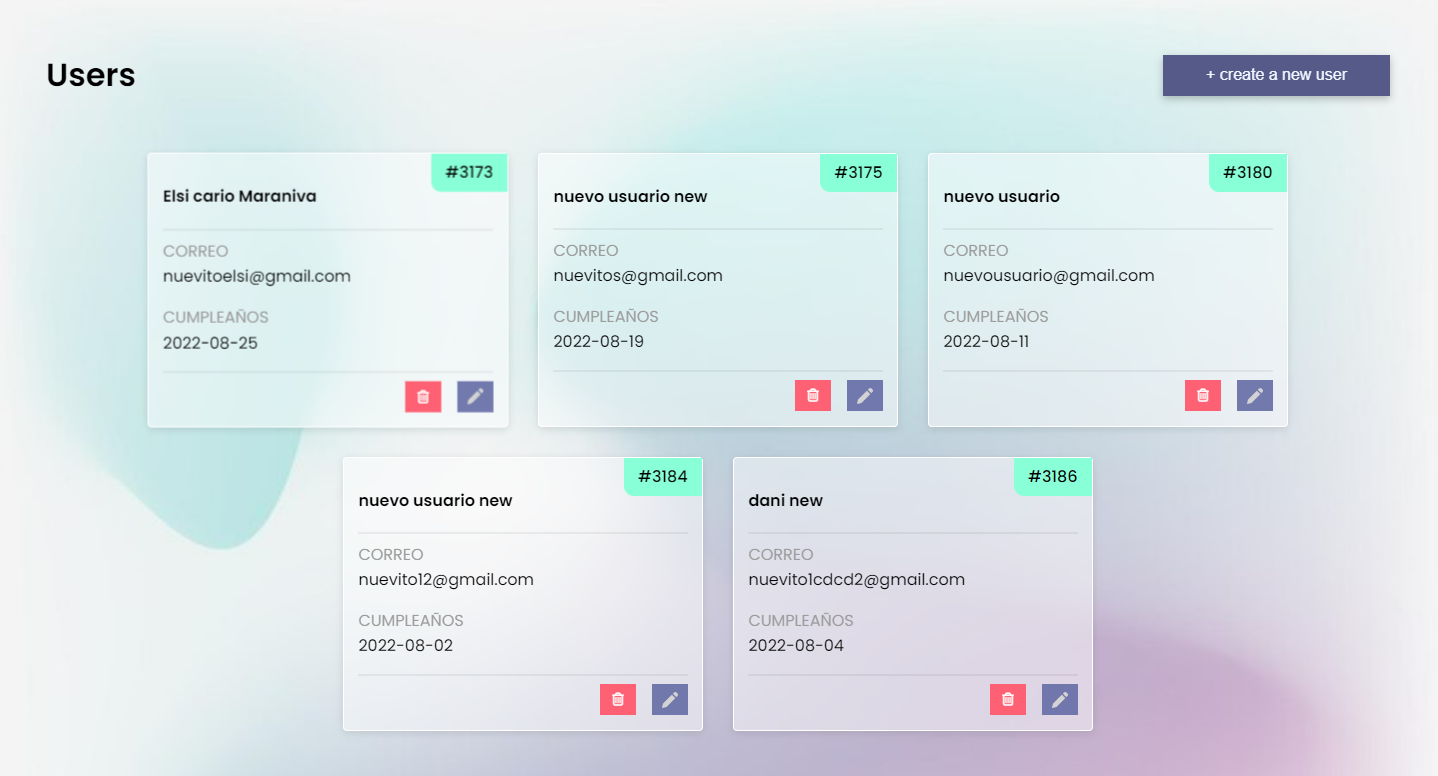 Users
+ create a new user
#3173
Elsi cario Maraniva
CORREO
nuevitoelsi@gmail.com
CUMPLEAÑOS
2022-08-25
#3175
nuevo usuario new
CORREO
nuevitos@gmail.com
CUMPLEAÑOS
2022-08-19
#3180
nuevo usuario
CORREO
nuevousuario@gmail.com
CUMPLEAÑOS
2022-08-11
#3184
nuevo usuario new
CORREO
nuevito12@gmail.com
CUMPLEAÑOS
2022-08-02
#3186
dani new
CORREO
nuevito1cdcd2@gmail.com
CUMPLEAÑOS
2022-08-04